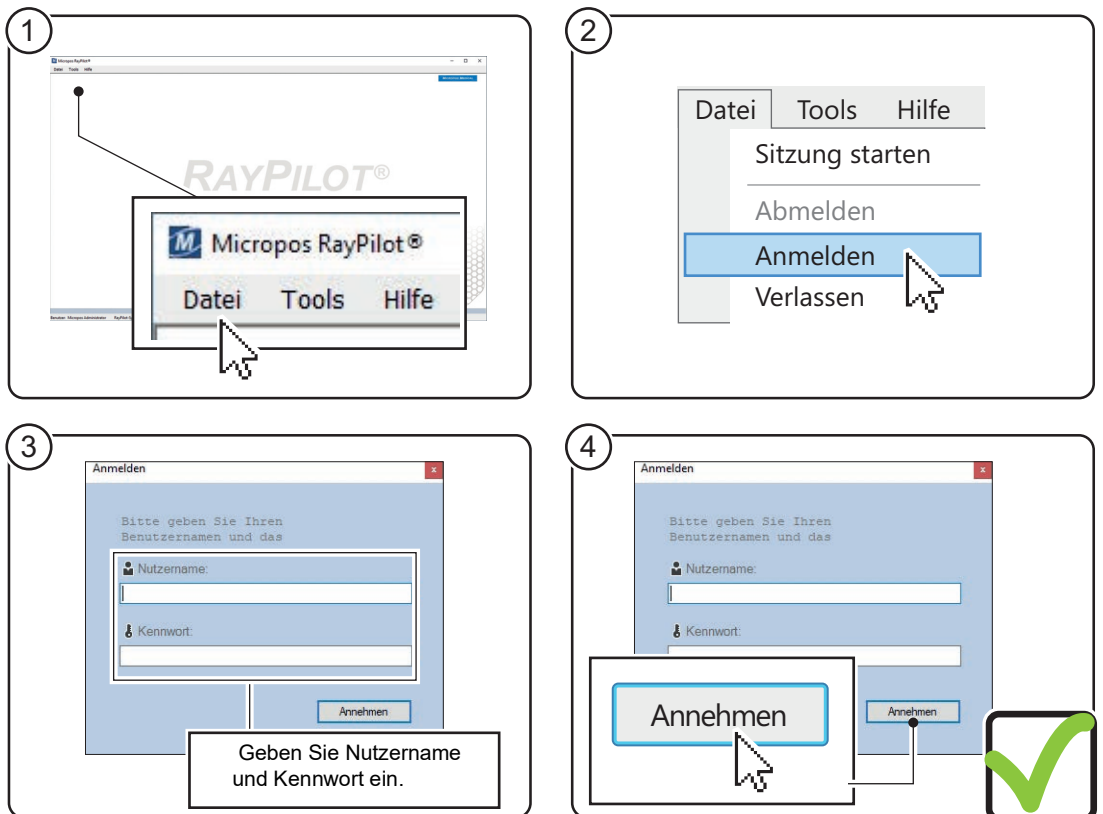 1
Micropos RayPilot®
Datei Tools Hilfe
RAYPILOT®
Micropos RayPilot®
Datei Tools Hilfe
2
Datei Tools Hilfe
Sitzung starten
Abmelden
Anmelden
Verlassen
3
Anmelden
x
Bitte geben Sie Ihren
Benutzernamen und das
Nutzername:
Kennwort:
Annehmen
Geben Sie Nutzername
und Kennwort ein.
4
Anmelden
x
Bitte geben Sie Ihren
Benutzernamen und das
Nutzername:
Kennwort:
Annehmen
Annehmen